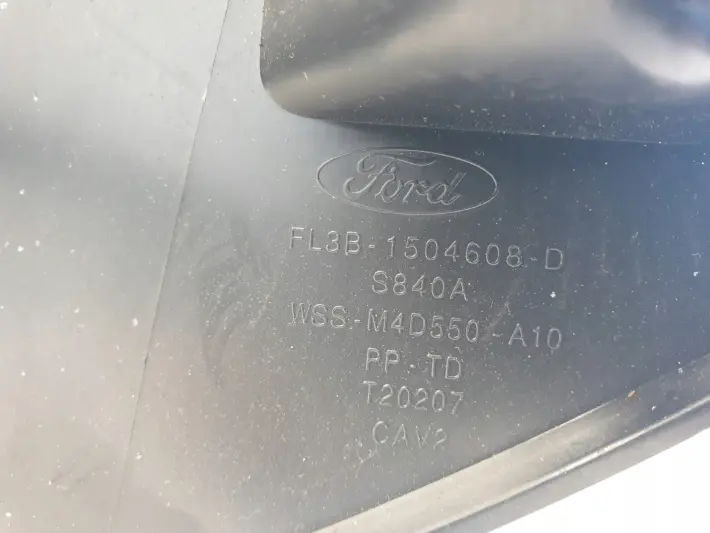 Ford
FL3B-1504608-D
S840A
WSS-M4D550-A10
PP-TD
T20207
CAV2